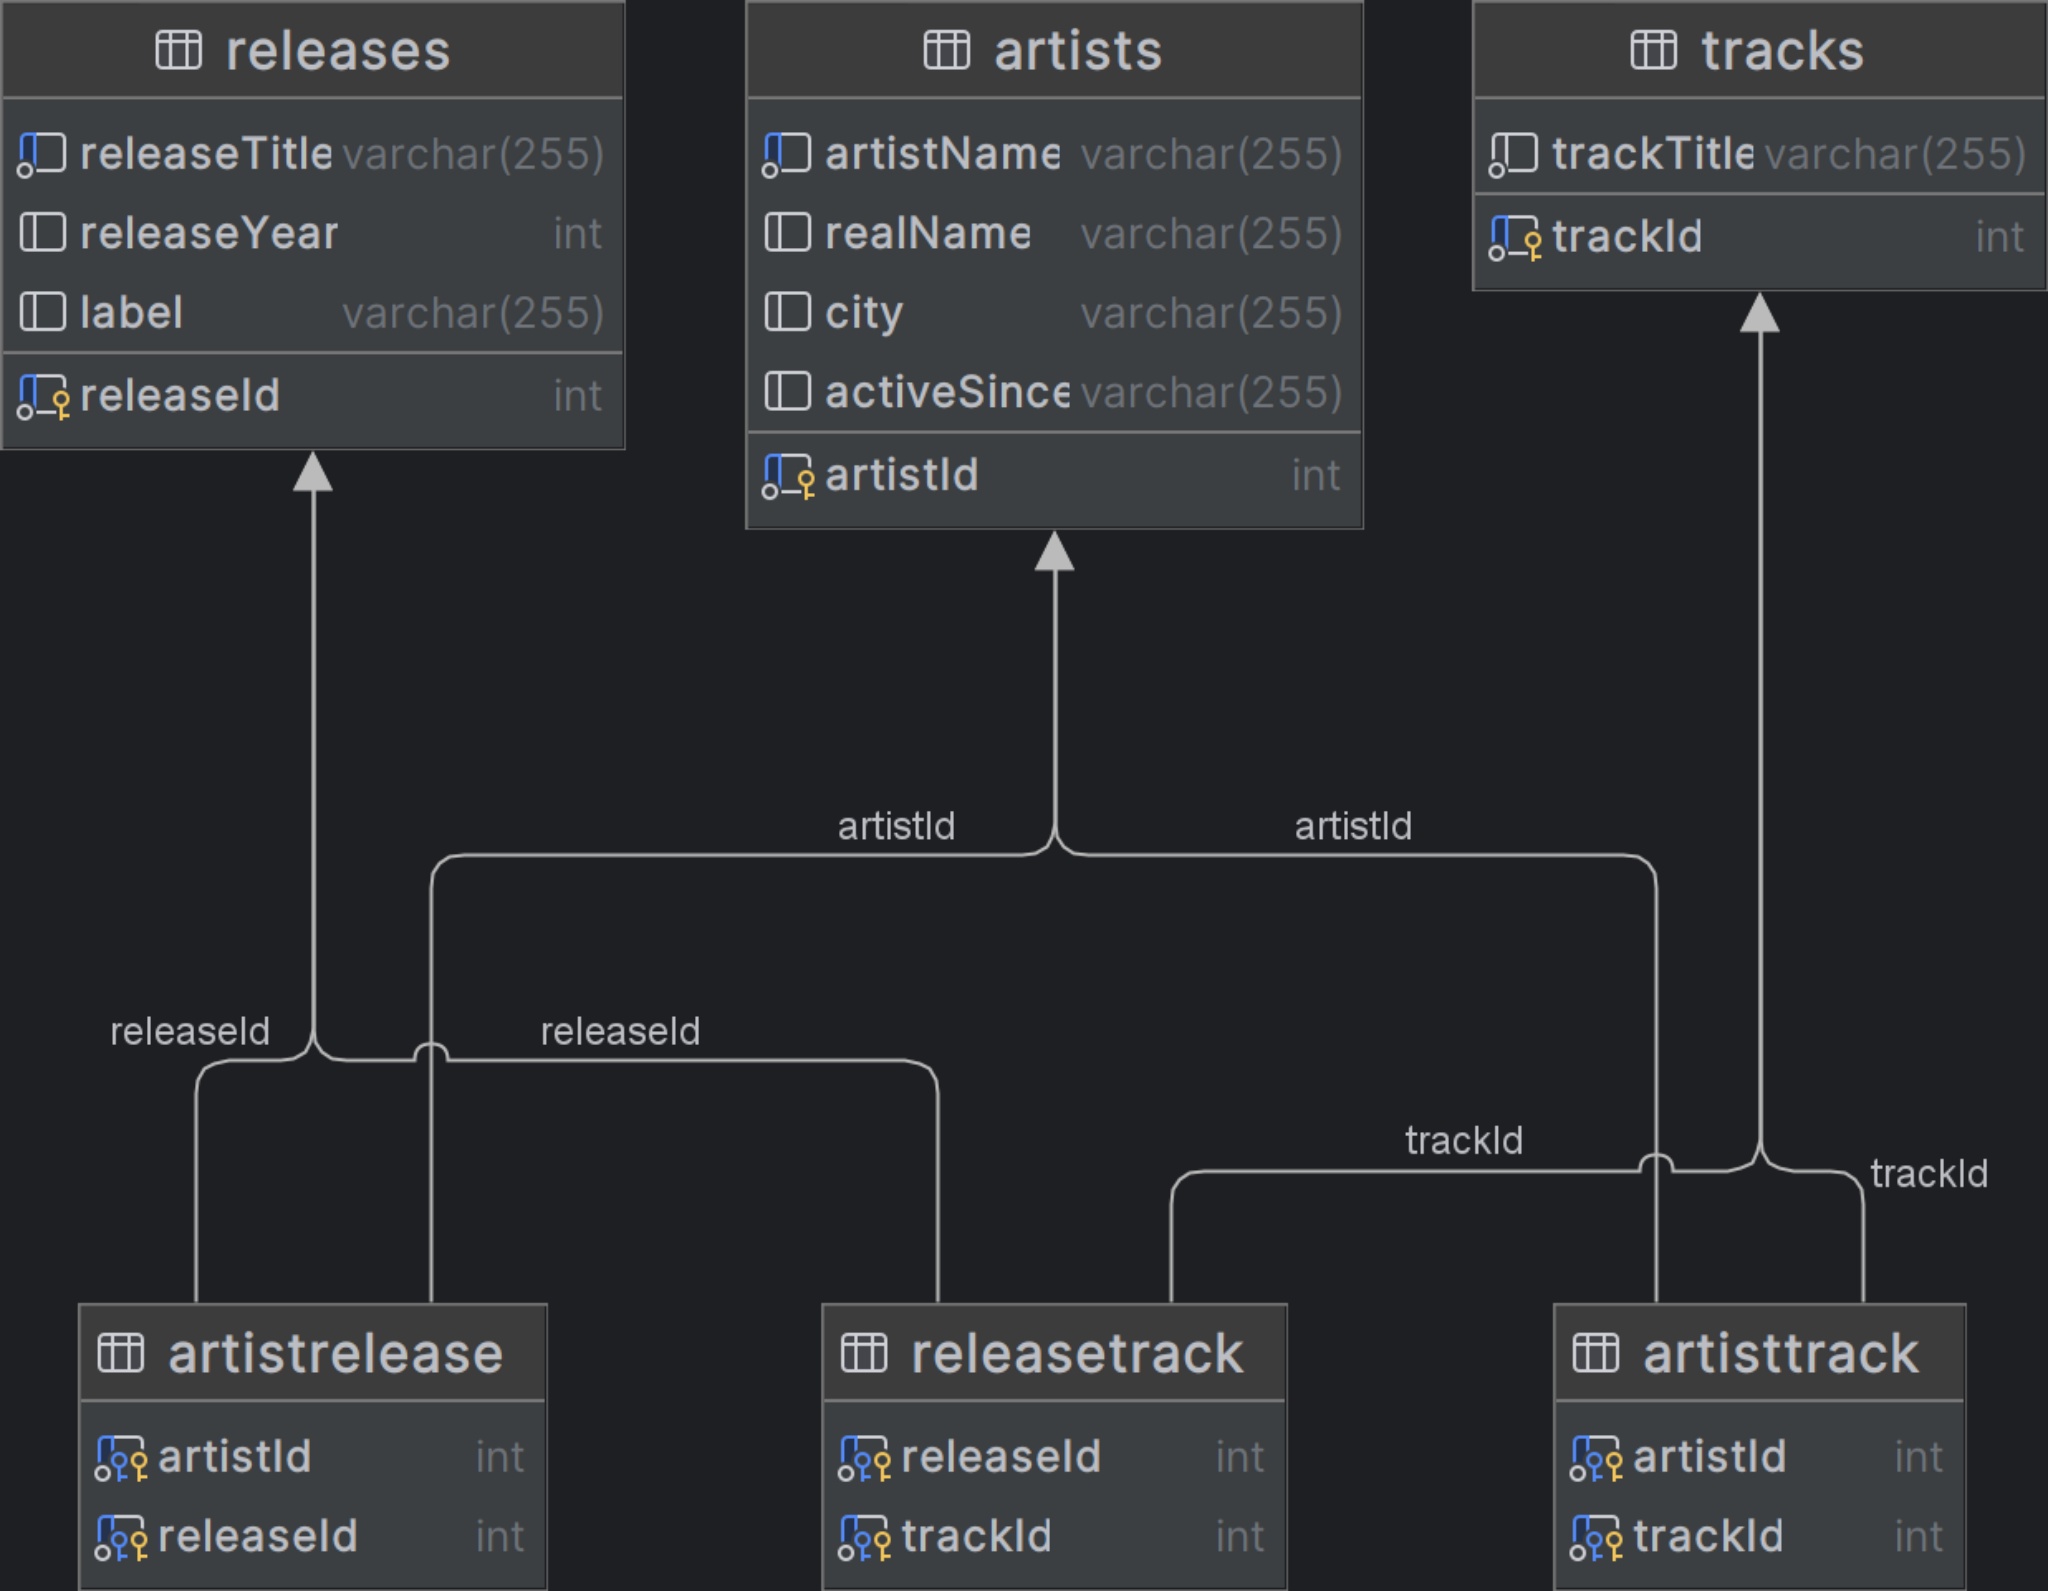 releases
releaseTitle varchar(255)
releaseYear int
label varchar(255)
releaseId int
artists
artistName varchar(255)
realName varchar(255)
city varchar(255)
activeSince varchar(255)
artistId int
tracks
trackTitle varchar(255)
trackId int
artistId
artistId
releaseId
releaseId
trackId
trackId
artistrelease
artistId int
releaseId int
releasetrack
releaseId int
trackId int
artisttrack
artistId int
trackId int